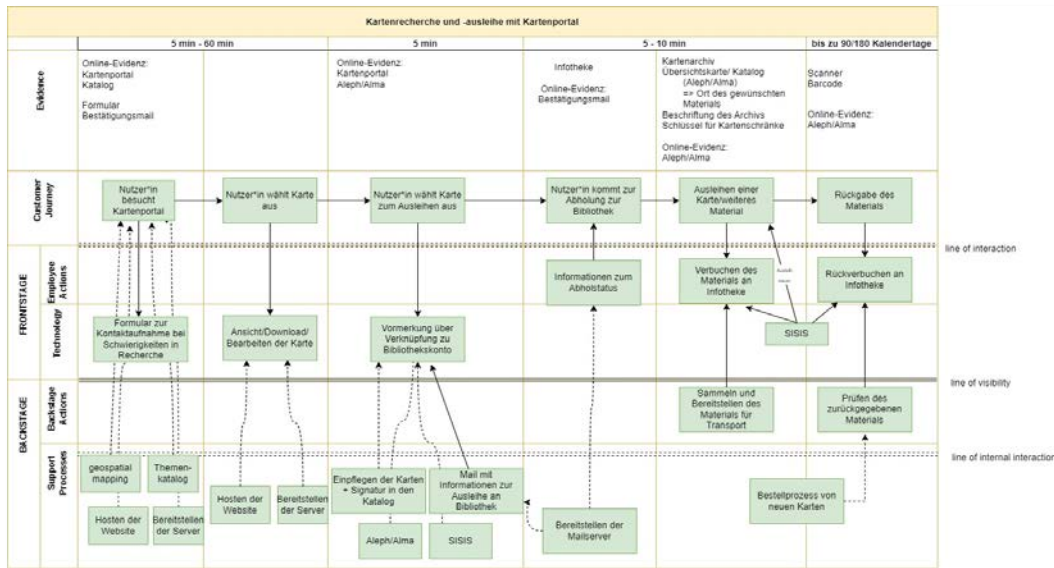 Kartenrecherche und -ausleihe mit Kartenportal
5 min - 60 min
5 min
5 - 10 min
bis zu 90/180 Kalendertage
Evidence
Online-Evidenz:
Kartenportal
Katalog
Formular
Bestätigungsmail
Online-Evidenz:
Kartenportal
Aleph/Alma
Infotheke
Online-Evidenz:
Bestätigungsmail
Kartenarchiv
Übersichtskarte/ Katalog
(Aleph/Alma)
=> Ort des gewünschten
Materials
Beschriftung des Archivs
Schlüssel für Kartenschränke
Online-Evidenz:
Aleph/Alma
Scanner
Barcode
Online-Evidenz:
Aleph/Alma
Customer
Journey
Nutzer*in
besucht
Kartenportal
Nutzer*in wählt Karte
aus
Nutzer*in wählt Karte
zum Ausleihen aus
Nutzer*in kommt zur
Abholung zur
Bibliothek
Ausleihen einer
Karte/weiteres
Material
Rückgabe des
Materials
line of interaction
FRONTSTAGE
Employee
Actions
Informationen zum
Abholstatus
Verbuchen des
Materials an
Infotheke
Rückverbuchen an
Infotheke
Technology
Formular zur
Kontaktaufnahme bei
Schwierigkeiten in
Recherche
Ansicht/Download/
Bearbeiten der Karte
Vormerkung über
Verknüpfung zu
Bibliothekskonto
SISIS
line of visibility
BACKSTAGE
Backstage
Actions
Sammeln und
Bereitstellen des
Materials für
Transport
Prüfen des
zurückgegebenen
Materials
line of internal interaction
Support
Processes
geospatial
mapping
Themen-
katalog
Hosten der
Website
Bereitstellen
der Server
Hosten der
Website
Bereitstellen
der Server
Einpflegen der Karten
+ Signatur in den
Katalog
Mail mit
Informationen zur
Ausleihe an
Bibliothek
Aleph/Alma
SISIS
Bereitstellen der
Mailserver
Bestellprozess von
neuen Karten